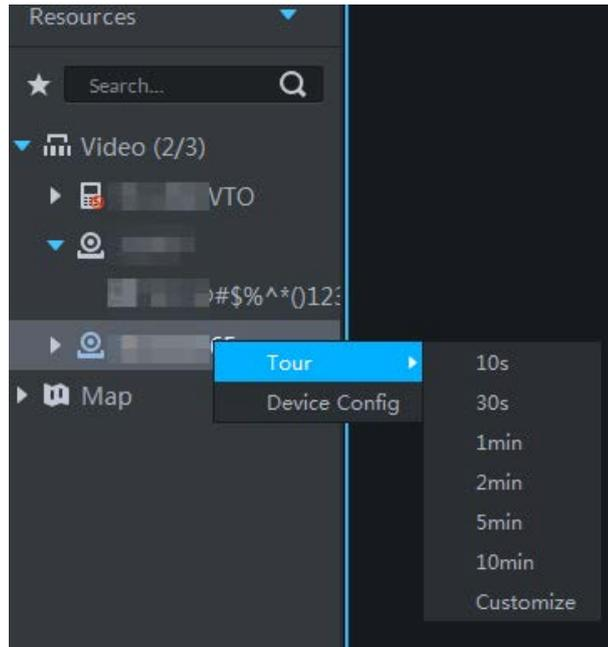 Resources
Search...
Video (2/3)
VTO
#$%^*()123
Tour
10s
Device Config
30s
Map
1min
2min
5min
10min
Customize